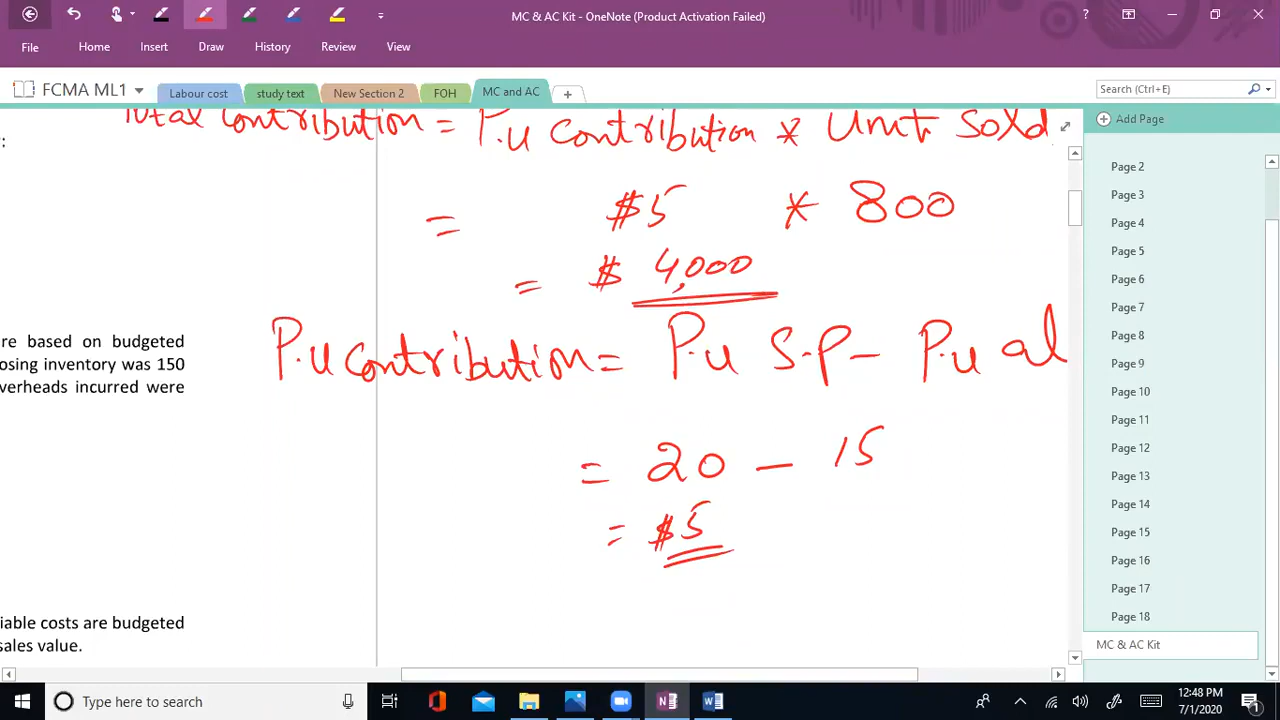 MC & AC Kit - OneNote (Product Activation Failed)
File Home Insert Draw History Review View
FCMA ML1 Labour cost study text New Section 2 FOH MC and AC
Search (Ctrl+E)
Add Page
Total Contribution = P.u Contribution * Unit Sold
= $5 * 800
= $ 4,000
P.u Contribution = P.u S.P - P.u al
= 20 - 15
= $5
r:
re based on budgeted
osing inventory was 150
verheads incurred were
iable costs are budgeted
sales value.
Page 2
Page 3
Page 4
Page 5
Page 6
Page 7
Page 8
Page 9
Page 10
Page 11
Page 12
Page 13
Page 14
Page 15
Page 16
Page 17
Page 18
MC & AC Kit
Type here to search
12:48 PM
7/1/2020